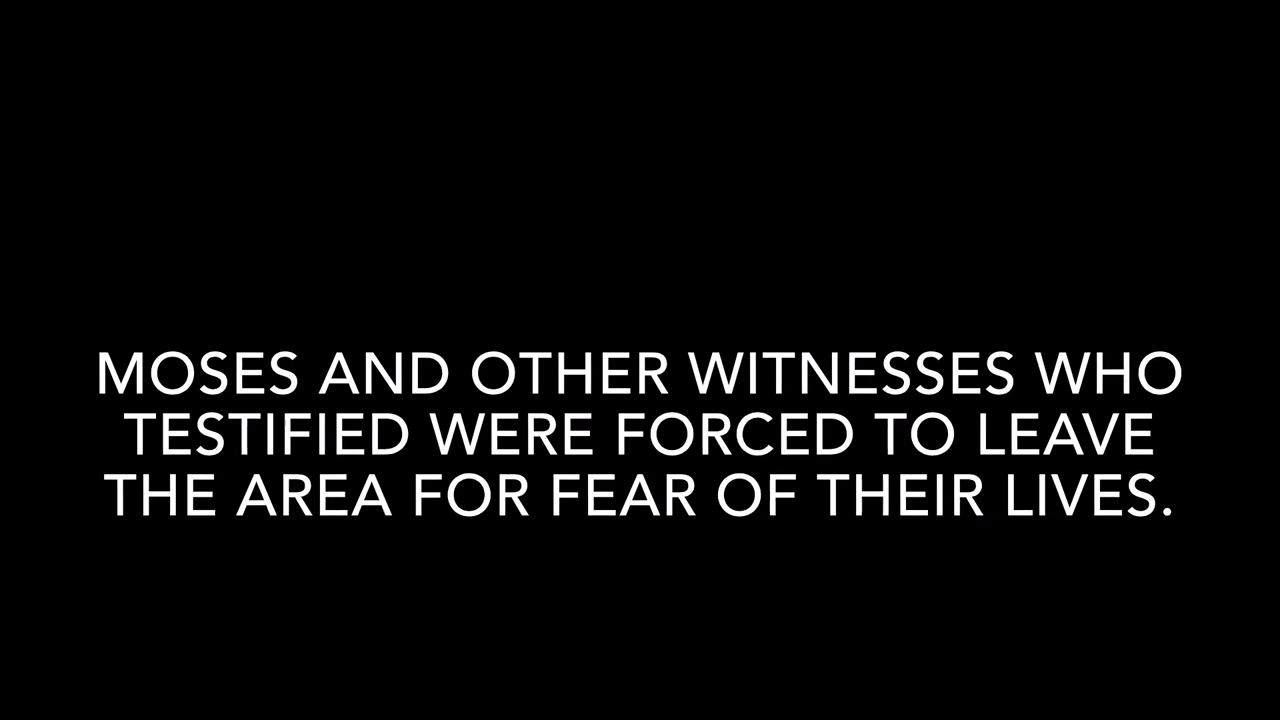 MOSES AND OTHER WITNESSES WHO
TESTIFIED WERE FORCED TO LEAVE
THE AREA FOR FEAR OF THEIR LIVES.